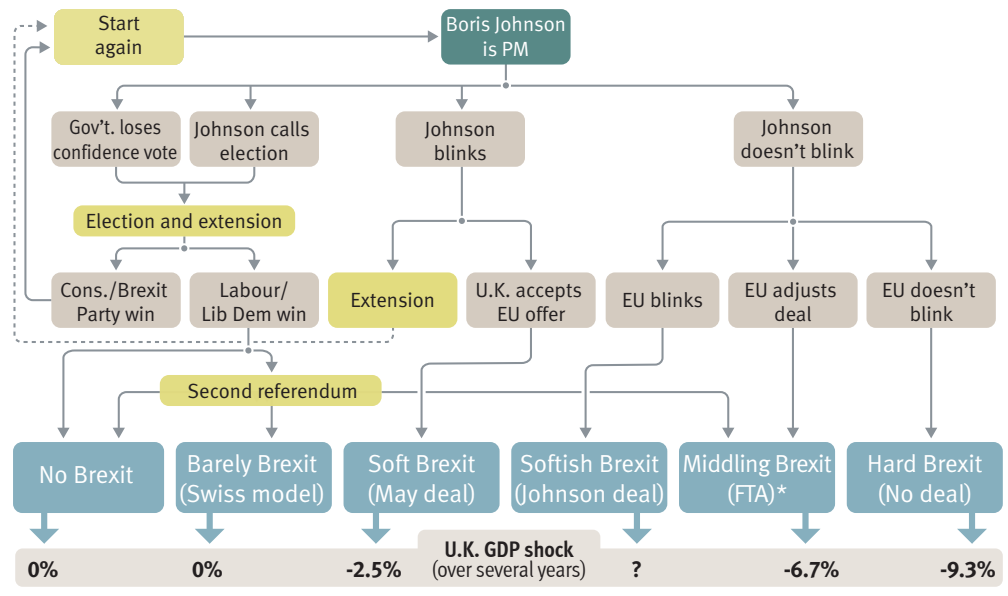 Start
again
Boris Johnson
is PM
Gov't. loses
confidence vote
Johnson calls
election
Johnson
blinks
Johnson
doesn't blink
Election and extension
Cons./Brexit
Party win
Labour/
Lib Dem win
Extension
U.K. accepts
EU offer
EU blinks
EU adjusts
deal
EU doesn't
blink
Second referendum
No Brexit
Barely Brexit
(Swiss model)
Soft Brexit
(May deal)
Softish Brexit
(Johnson deal)
Middling Brexit
(FTA)*
Hard Brexit
(No deal)
U.K. GDP shock
(over several years)
0%
0%
-2.5%
?
-6.7%
-9.3%